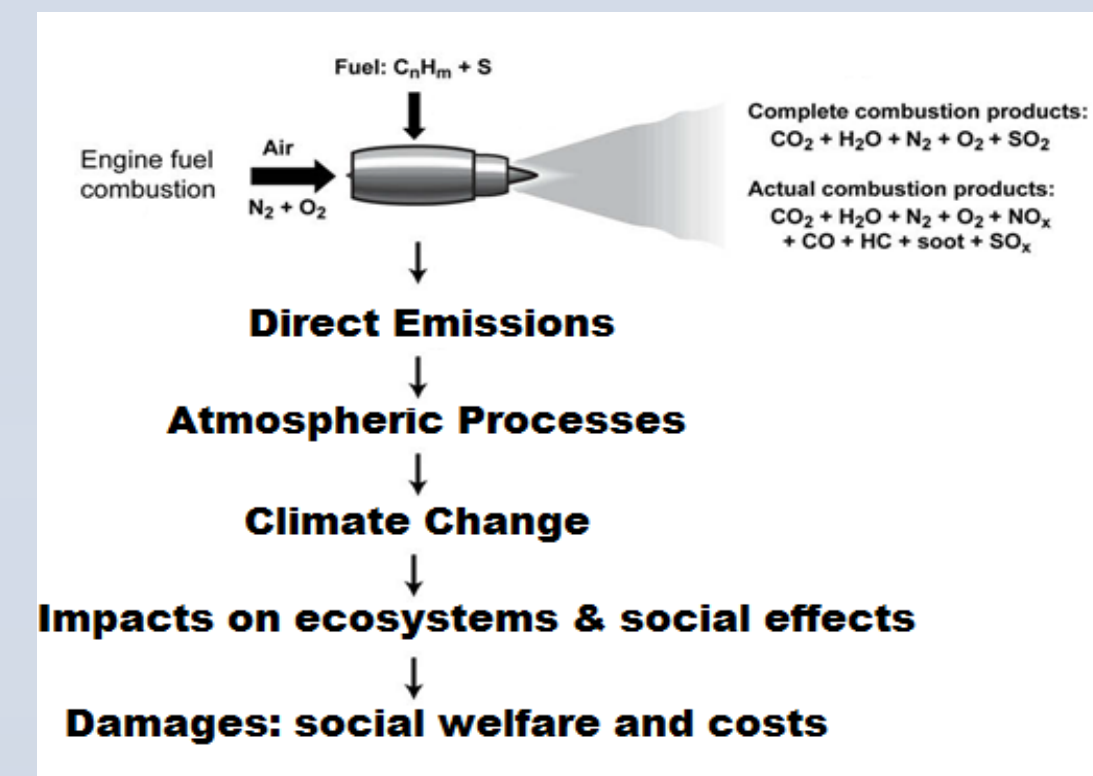 Fuel: CₙHₘ + S
Engine fuel
combustion
Air
N₂ + O₂
Complete combustion products:
CO₂ + H₂O + N₂ + O₂ + SO₂
Actual combustion products:
CO₂ + H₂O + N₂ + O₂ + NOₓ
+ CO + HC + soot + SOₓ
Direct Emissions
Atmospheric Processes
Climate Change
Impacts on ecosystems & social effects
Damages: social welfare and costs